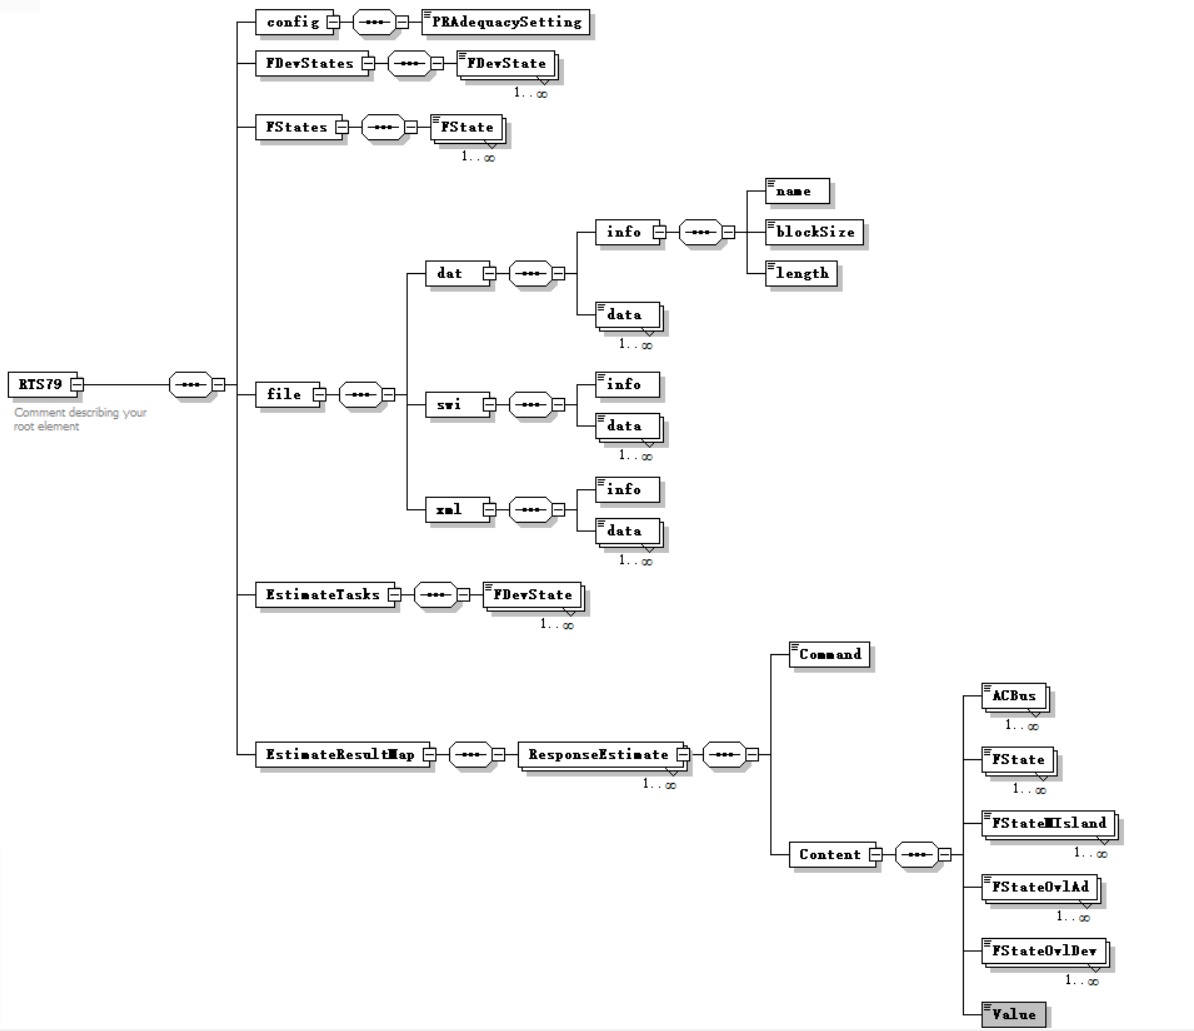 config
PRAdequacySetting
FDevStates
FDevState
1..∞
FStates
FState
1..∞
name
info
blockSize
dat
length
data
1..∞
RTS79
Comment describing your
root element
file
info
swi
data
1..∞
info
xml
data
1..∞
EstimateTasks
FDevState
1..∞
Command
ACBus
1..∞
EstimateResultMap
ResponseEstimate
1..∞
FState
1..∞
FStateMIsland
1..∞
Content
FStateOvlAd
1..∞
FStateOvlDev
1..∞
Value